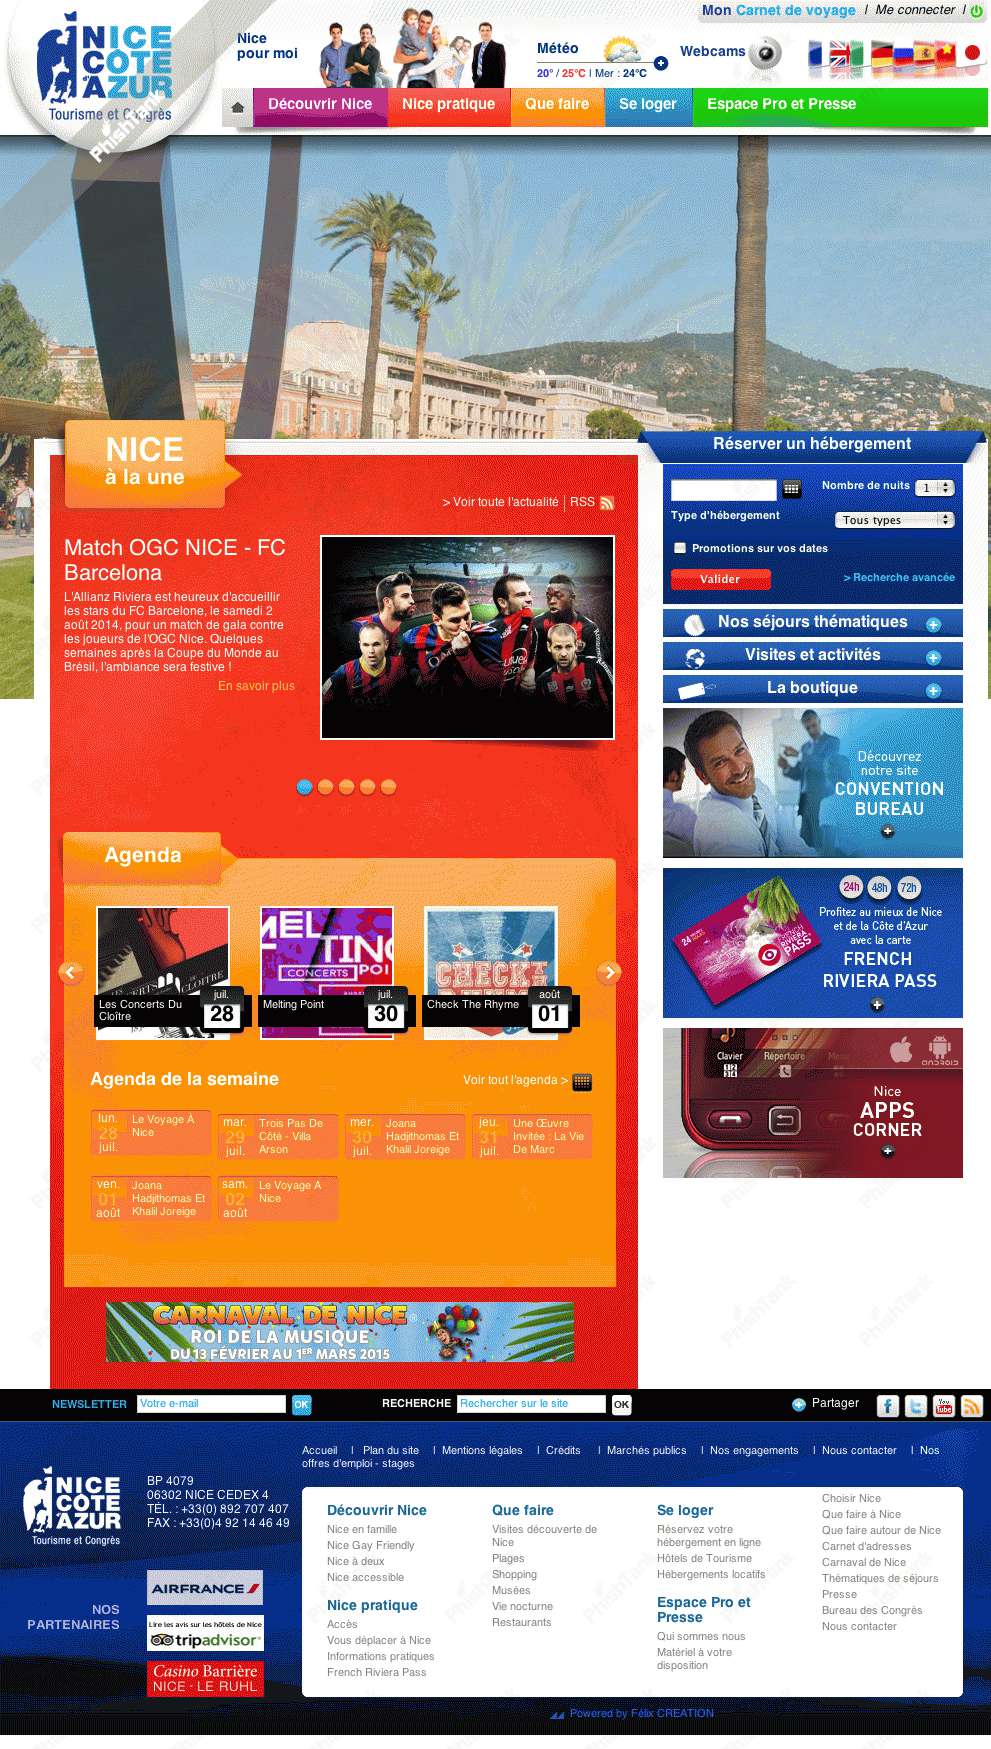 Mon Carnet de voyage | Me connecter |
NICE
CÔTE
D'AZUR
Tourisme et Congrès
PhishTank
Nice
pour moi
Météo
20° / 25°C | Mer : 24°C
Webcams
Découvrir Nice
Nice pratique
Que faire
Se loger
Espace Pro et Presse
NICE
à la une
> Voir toute l'actualité | RSS
Match OGC NICE - FC
Barcelona
L'Allianz Riviera est heureux d'accueillir
les stars du FC Barcelone, le samedi 2
août 2014, pour un match de gala contre
les joueurs de l'OGC Nice. Quelques
semaines après la Coupe du Monde au
Brésil, l'ambiance sera festive !
En savoir plus
Réserver un hébergement
Nombre de nuits 1
Type d'hébergement
Tous types
Promotions sur vos dates
Valider
> Recherche avancée
Nos séjours thématiques
Visites et activités
La boutique
Découvrez
notre site
CONVENTION
BUREAU
24h 48h 72h
Profitez au mieux de Nice
et de la Côte d'Azur
avec la carte
FRENCH
RIVIERA PASS
Clavier Répertoire Menu
ANDROID
Nice
APPS
CORNER
Agenda
Les Concerts Du
Cloître
juil.
28
MELTING
CONCERTS
Melting Point
juil.
30
CHECK
Check The Rhyme
août
01
Agenda de la semaine
Voir tout l'agenda >
lun.
28
juil.
Le Voyage À
Nice
mar.
29
juil.
Trois Pas De
Côté - Villa
Arson
mer.
30
juil.
Joana
Hadjithomas Et
Khalil Joreige
jeu.
31
juil.
Une Œuvre
Invitée : La Vie
De Marc
ven.
01
août
Joana
Hadjithomas Et
Khalil Joreige
sam.
02
août
Le Voyage À
Nice
CARNAVAL DE NICE®
ROI DE LA MUSIQUE
DU 13 FÉVRIER AU 1ER MARS 2015
NEWSLETTER
Votre e-mail
OK
RECHERCHE
Rechercher sur le site
OK
Partager
You
Tube
Accueil | Plan du site | Mentions légales | Crédits | Marchés publics | Nos engagements | Nous contacter | Nos
offres d'emploi - stages
NICE
CÔTE
D'AZUR
Tourisme et Congrès
BP 4079
06302 NICE CEDEX 4
TÉL. : +33(0) 892 707 407
FAX : +33(0)4 92 14 46 49
NOS
PARTENAIRES
AIRFRANCE
Lire les avis sur les hôtels de Nice
tripadvisor®
Casino Barrière
NICE - LE RUHL
Découvrir Nice
Nice en famille
Nice Gay Friendly
Nice à deux
Nice accessible
Nice pratique
Accès
Vous déplacer à Nice
Informations pratiques
French Riviera Pass
Que faire
Visites découverte de
Nice
Plages
Shopping
Musées
Vie nocturne
Restaurants
Se loger
Réservez votre
hébergement en ligne
Hôtels de Tourisme
Hébergements locatifs
Espace Pro et
Presse
Qui sommes nous
Matériel à votre
disposition
Choisir Nice
Que faire à Nice
Que faire autour de Nice
Carnet d'adresses
Carnaval de Nice
Thématiques de séjours
Presse
Bureau des Congrès
Nous contacter
Powered by Félix CREATION